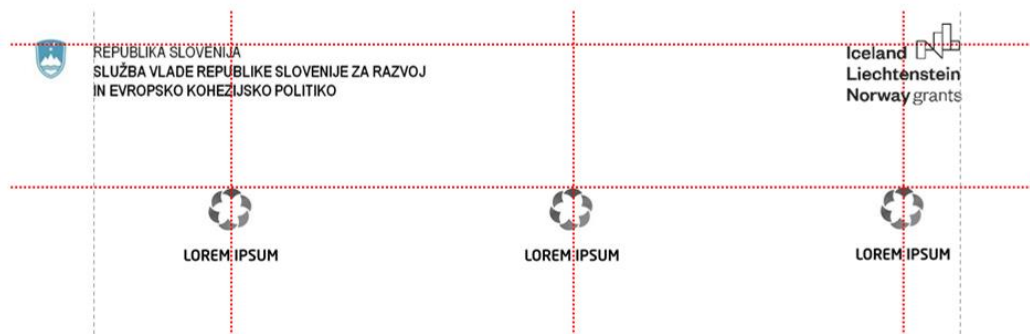 REPUBLIKA SLOVENIJA
SLUŽBA VLADE REPUBLIKE SLOVENIJE ZA RAZVOJ
IN EVROPSKO KOHEZIJSKO POLITIKO
Iceland
Liechtenstein
Norway grants
LOREM IPSUM
LOREM IPSUM
LOREM IPSUM